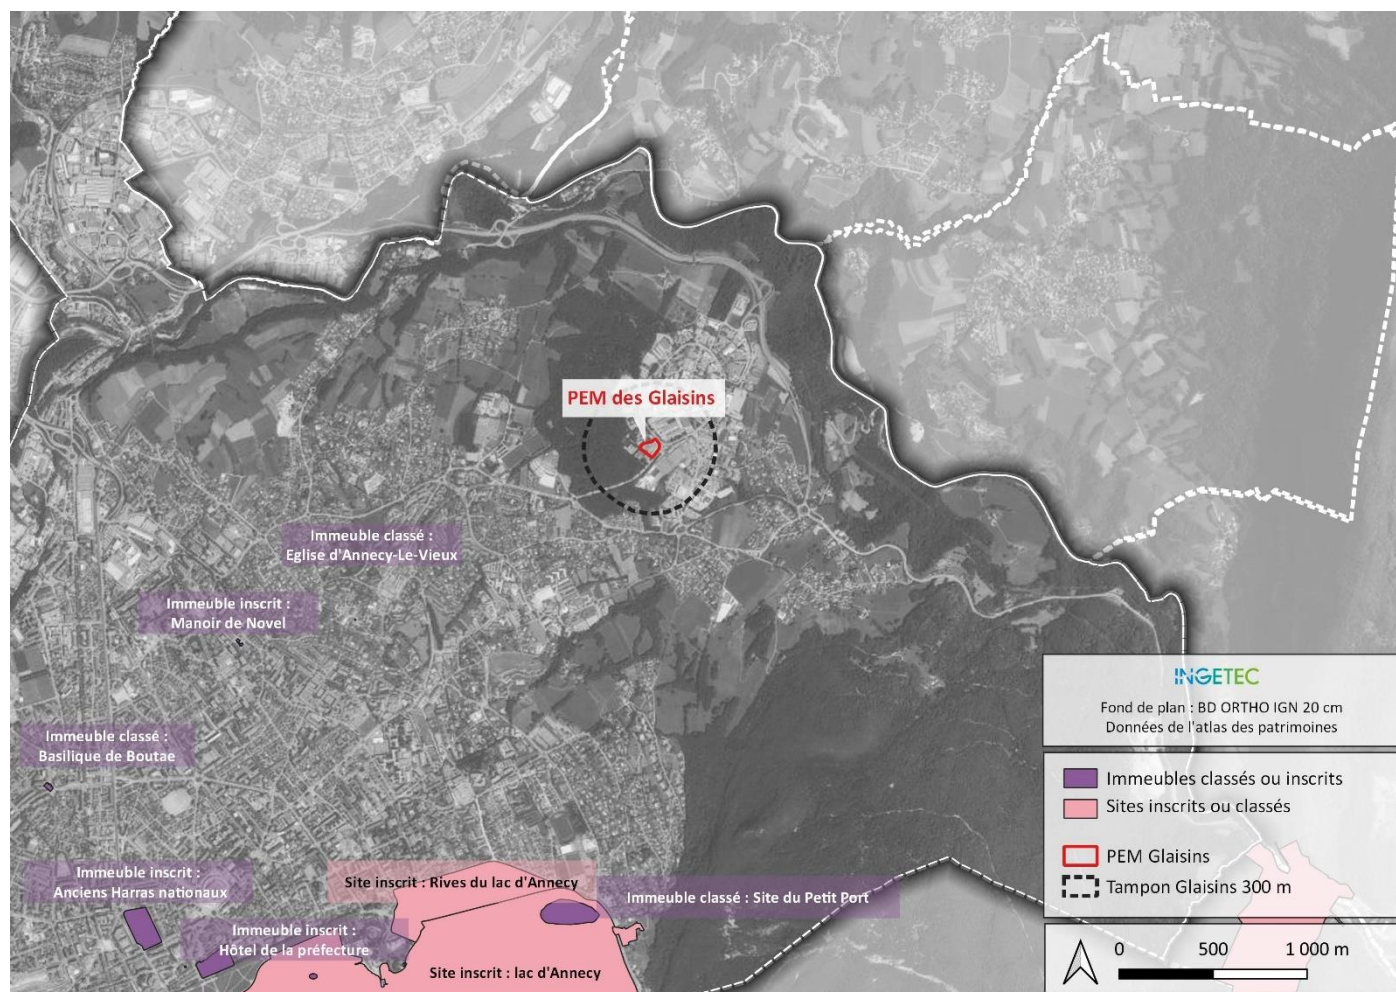 PEM des Glaisins
Immeuble classé :
Eglise d'Annecy-Le-Vieux
Immeuble inscrit :
Manoir de Novel
Immeuble classé :
Basilique de Boutae
Immeuble inscrit :
Anciens Harras nationaux
Site inscrit : Rives du lac d'Annecy
Immeuble classé : Site du Petit Port
Immeuble inscrit :
Hôtel de la préfecture
Site inscrit : lac d'Annecy
INGETEC
Fond de plan : BD ORTHO IGN 20 cm
Données de l'atlas des patrimoines
Immeubles classés ou inscrits
Sites inscrits ou classés
PEM Glaisins
Tampon Glaisins 300 m
0 500 1 000 m